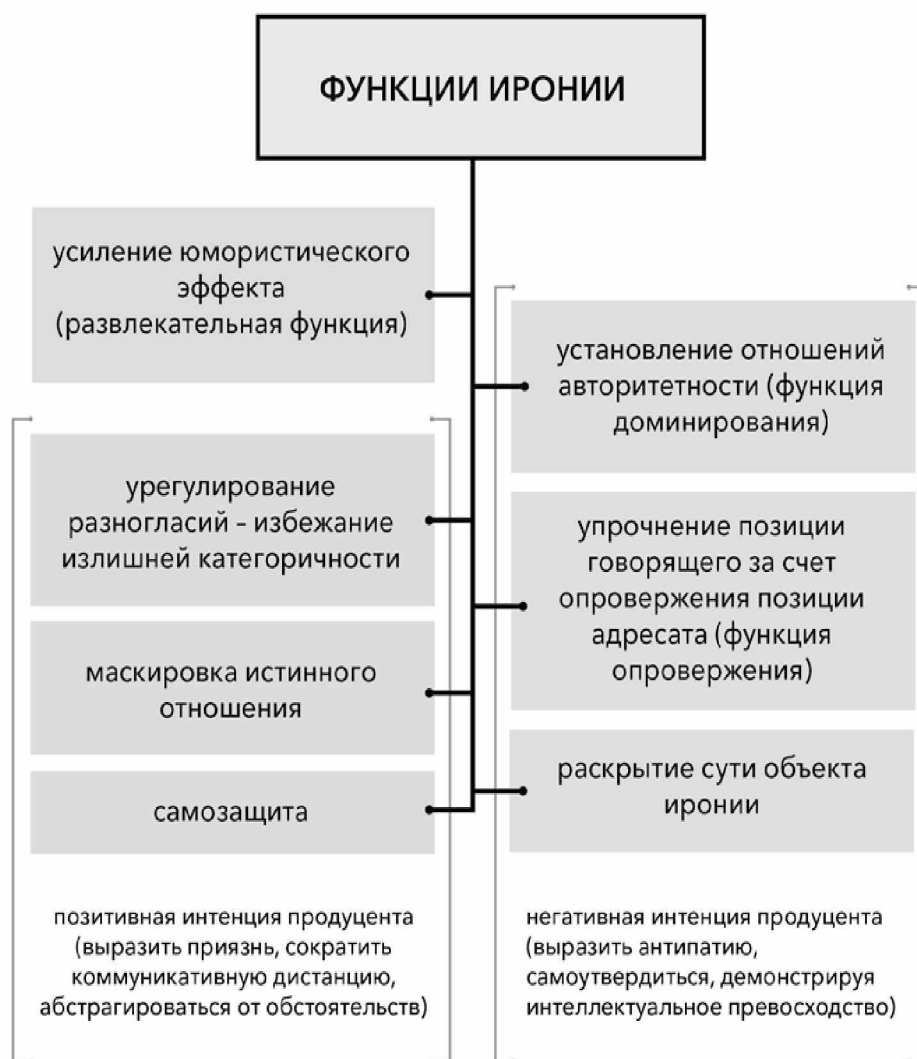 ФУНКЦИИ ИРОНИИ
усиление юмористического
эффекта
(развлекательная функция)
урегулирование
разногласий – избежание
излишней категоричности
маскировка истинного
отношения
самозащита
позитивная интенция продуцента
(выразить приязнь, сократить
коммуникативную дистанцию,
абстрагироваться от обстоятельств)
установление отношений
авторитетности (функция
доминирования)
упрочнение позиции
говорящего за счет
опровержения позиции
адресата (функция
опровержения)
раскрытие сути объекта
иронии
негативная интенция продуцента
(выразить антипатию,
самоутвердиться, демонстрируя
интеллектуальное превосходство)